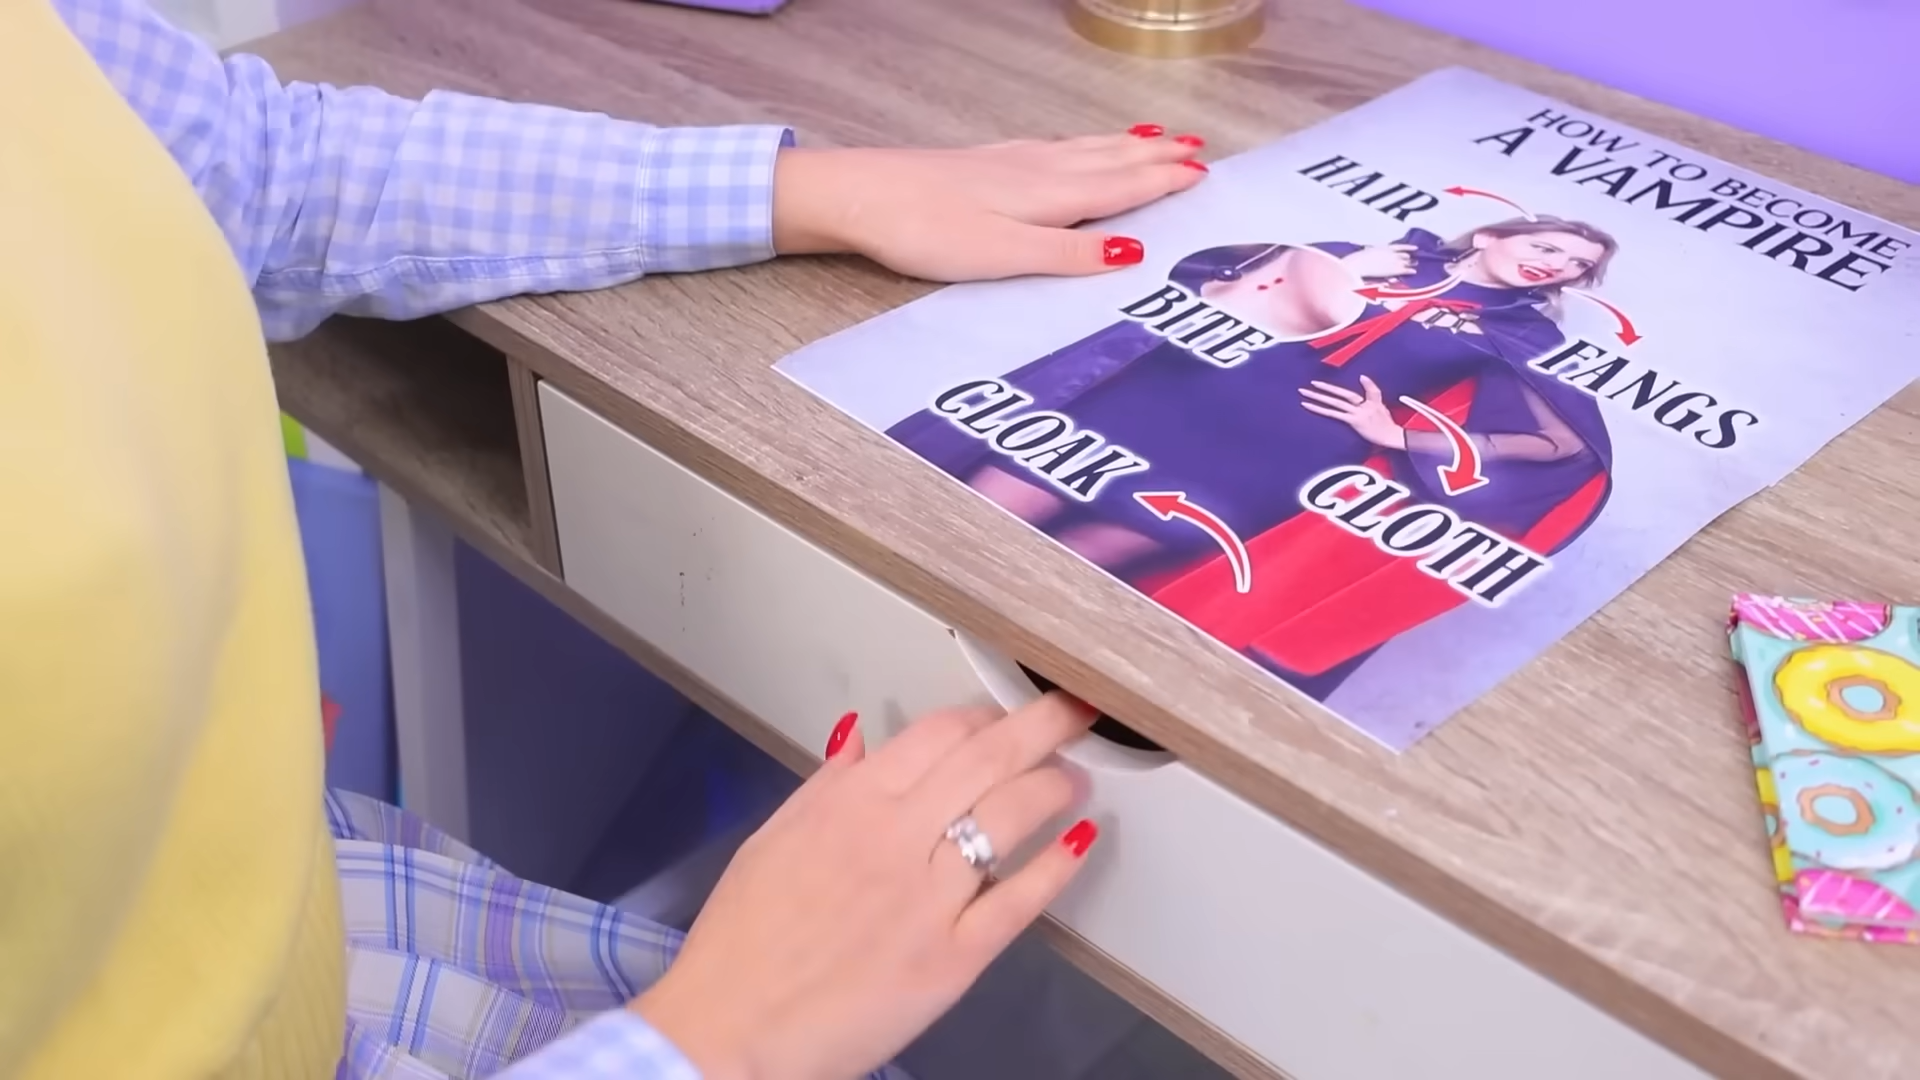 HOW TO BECOME
A VAMPIRE
HAIR
BITE
FANGS
CLOAK
CLOTH